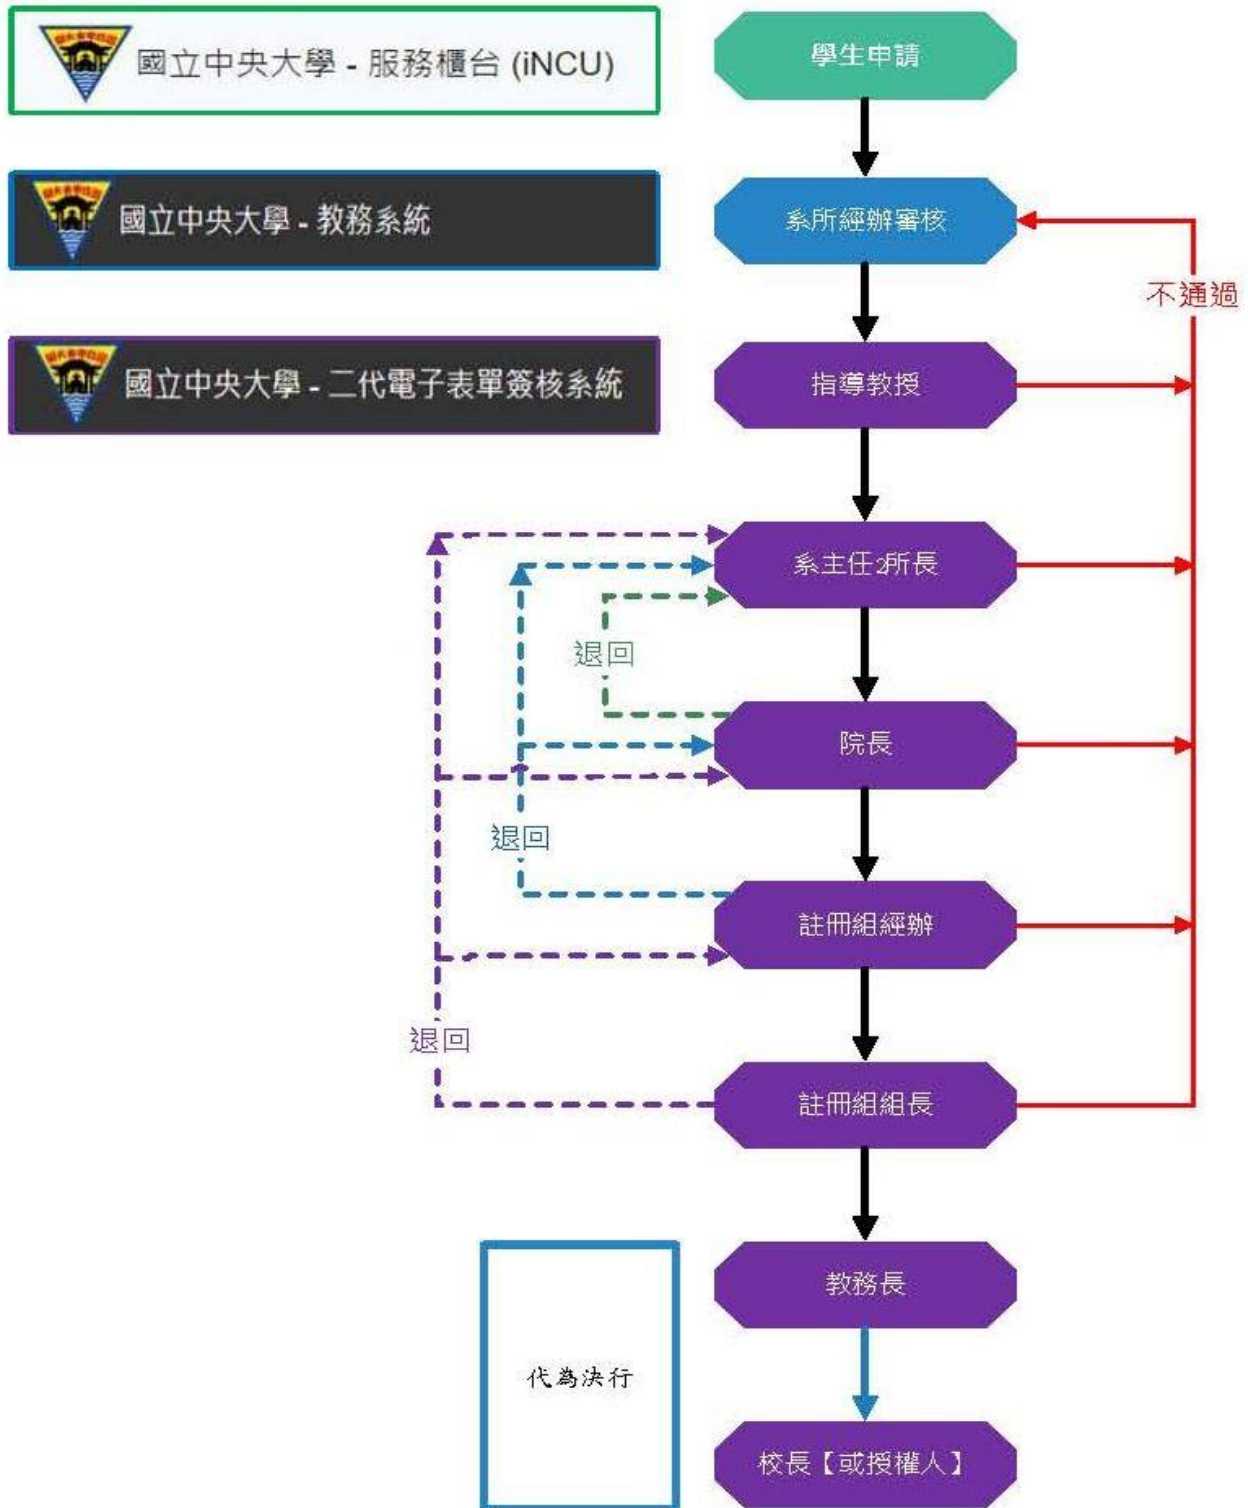 國立中央大學 - 服務櫃台 (iNCU)
學生申請
國立中央大學 - 教務系統
系所經辦審核
不通過
國立中央大學 - 二代電子表單簽核系統
指導教授
系主任2所長
退回
院長
退回
註冊組經辦
退回
註冊組組長
教務長
代為決行
校長【或授權人】